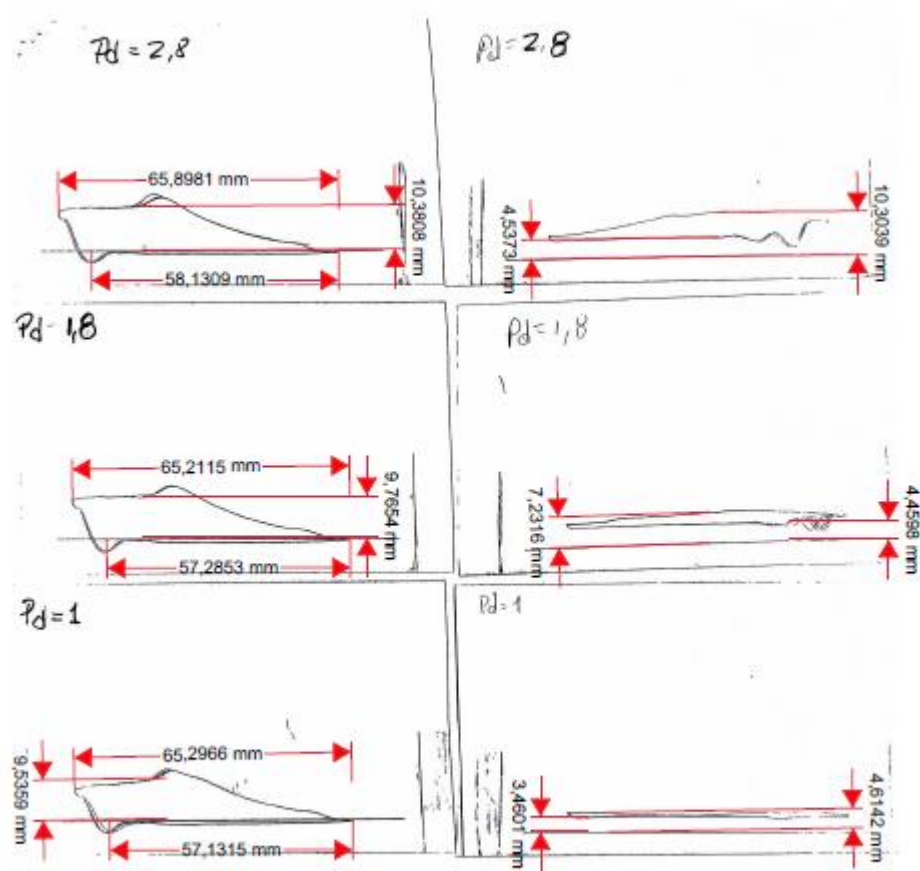 Pd = 2,8
65,8981 mm
10,3808 mm
58,1309 mm
Pd = 2,8
4,5373 mm
10,3039 mm
Pd = 1,8
65,2115 mm
9,7654 mm
57,2853 mm
Pd = 1,8
7,2316 mm
4,4598 mm
Pd = 1
65,2966 mm
9,5359 mm
57,1315 mm
Pd = 1
3,4601 mm
4,6142 mm